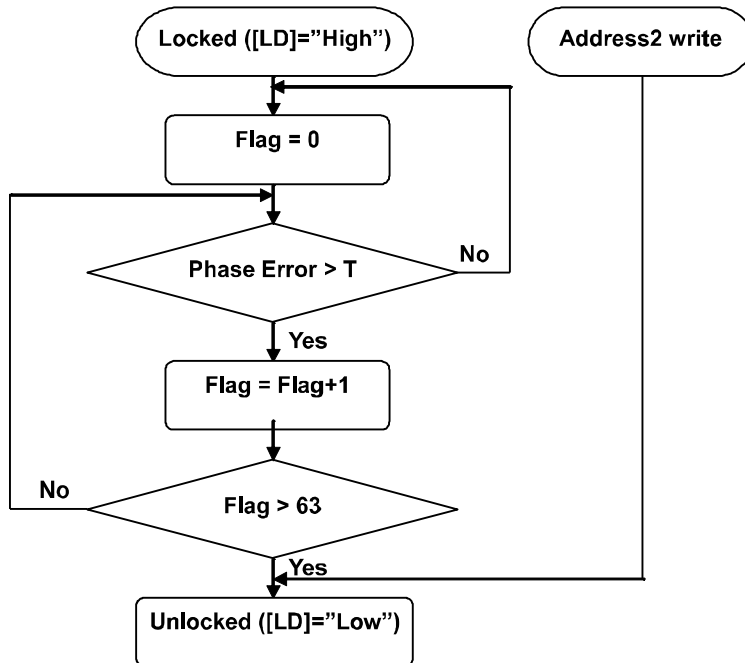 Locked ([LD]=”High”)
Address2 write
Flag = 0
Phase Error > T
No
Yes
Flag = Flag+1
Flag > 63
No
Yes
Unlocked ([LD]=”Low”)